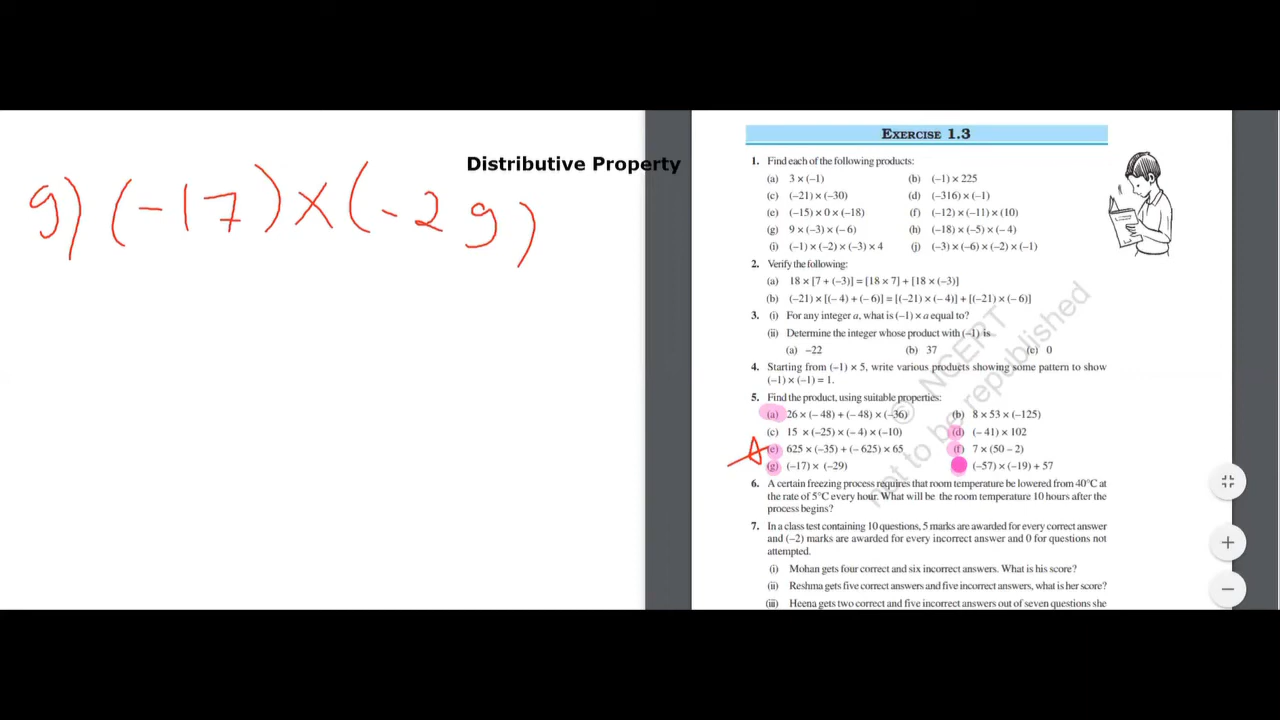 Distributive Property
g) (-17) × (-29)
EXERCISE 1.3
1. Find each of the following products:
(a) 3 × (–1) (b) (–1) × 225
(c) (–21) × (–30) (d) (–316) × (–1)
(e) (–15) × 0 × (–18) (f) (–12) × (–11) × (10)
(g) 9 × (–3) × (– 6) (h) (–18) × (–5) × (– 4)
(i) (–1) × (–2) × (–3) × 4 (j) (–3) × (–6) × (–2) × (–1)
2. Verify the following:
(a) 18 × [7 + (–3)] = [18 × 7] + [18 × (–3)]
(b) (–21) × [(– 4) + (– 6)] = [(–21) × (– 4)] + [(–21) × (– 6)]
3. (i) For any integer a, what is (–1) × a equal to?
(ii) Determine the integer whose product with (–1) is
(a) –22 (b) 37 (c) 0
4. Starting from (–1) × 5, write various products showing some pattern to show
(–1) × (–1) = 1.
5. Find the product, using suitable properties:
(a) 26 × (– 48) + (– 48) × (–36) (b) 8 × 53 × (–125)
(c) 15 × (–25) × (– 4) × (–10) (d) (– 41) × 102
(e) 625 × (–35) + (– 625) × 65 (f) 7 × (50 – 2)
(g) (–17) × (–29) (–57) × (–19) + 57
6. A certain freezing process requires that room temperature be lowered from 40°C at
the rate of 5°C every hour. What will be the room temperature 10 hours after the
process begins?
7. In a class test containing 10 questions, 5 marks are awarded for every correct answer
and (–2) marks are awarded for every incorrect answer and 0 for questions not
attempted.
(i) Mohan gets four correct and six incorrect answers. What is his score?
(ii) Reshma gets five correct answers and five incorrect answers, what is her score?
(iii) Heena gets two correct and five incorrect answers out of seven questions she
© NCERT
not to be republished